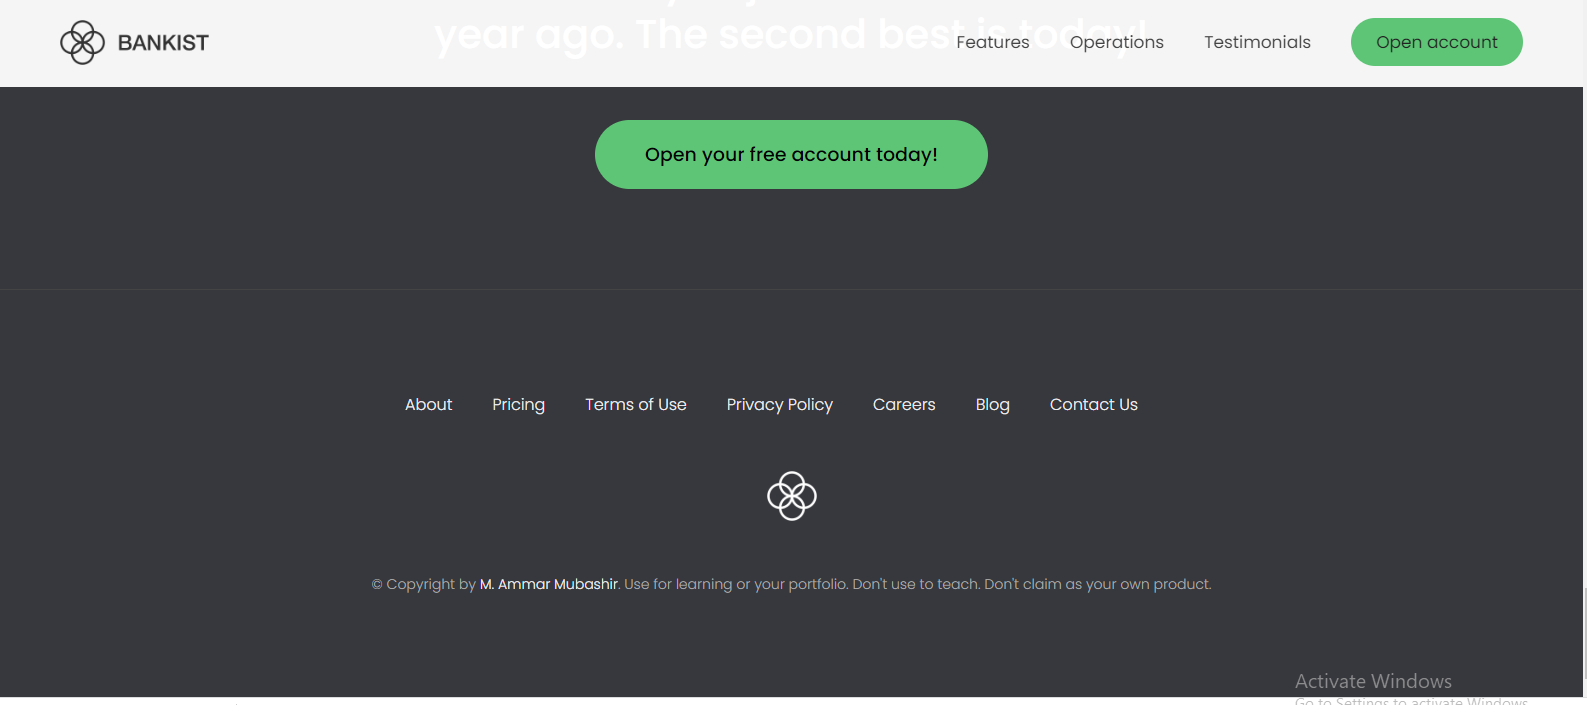 year ago. The second best is today!
BANKIST
Features
Operations
Testimonials
Open account
Open your free account today!
About
Pricing
Terms of Use
Privacy Policy
Careers
Blog
Contact Us
© Copyright by M. Ammar Mubashir. Use for learning or your portfolio. Don't use to teach. Don't claim as your own product.
Activate Windows
Go to Settings to activate Windows.